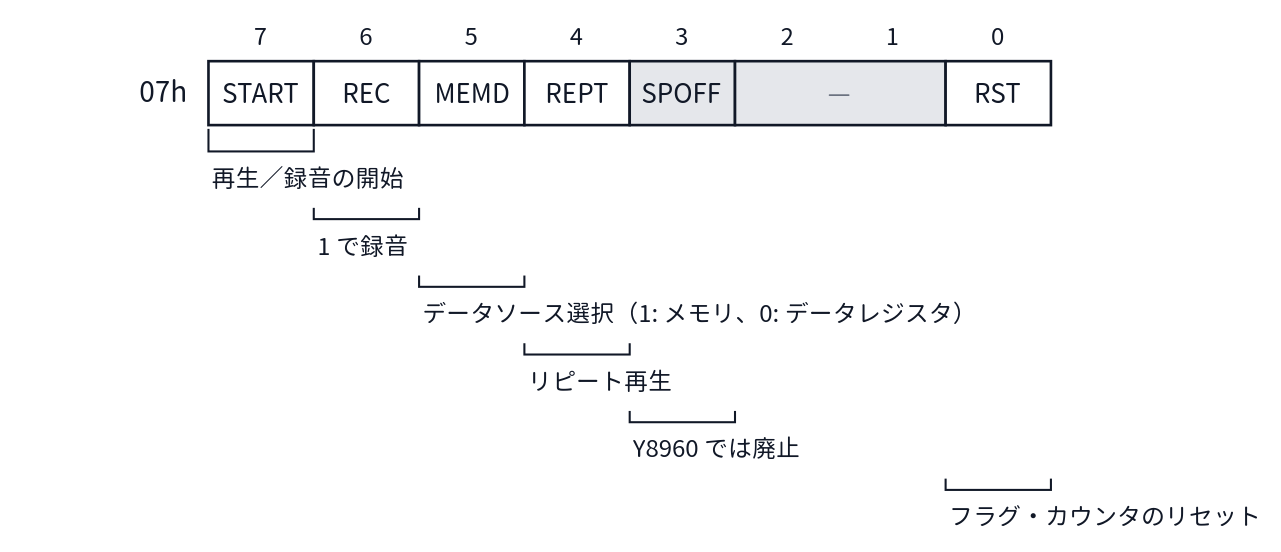 7 6 5 4 3 2 1 0
07h START REC MEMD REPT SPOFF — RST
再生／録音の開始
1 で録音
データソース選択（1: メモリ、0: データレジスタ）
リピート再生
Y8960 では廃止
フラグ・カウンタのリセット